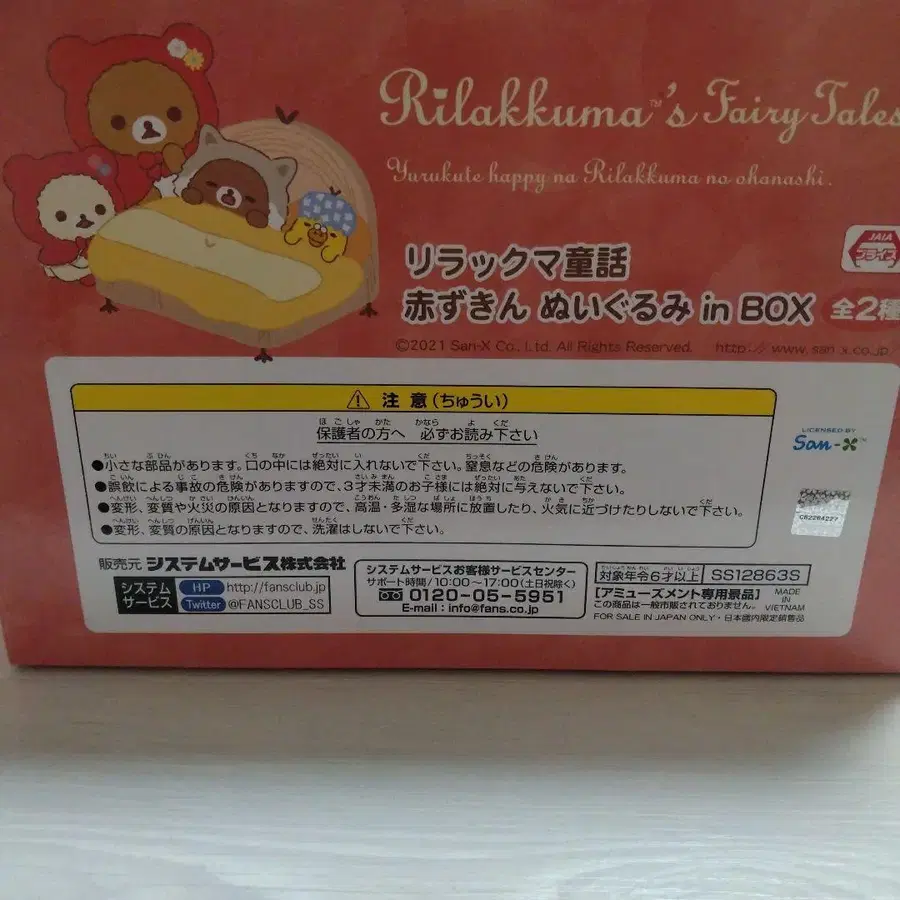 Rilakkuma™'s Fairy Tales
Yurukute happy na Rilakkuma no ohanashi.
リラックマ童話
赤ずきん ぬいぐるみ in BOX 全2種
JAIA
プライズ
©2021 San-X Co., Ltd. All Rights Reserved. http://www.san-x.co.jp/
注意(ちゅうい)
保護者の方へ 必ずお読み下さい
●小さな部品があります。口の中には絶対に入れないで下さい。窒息などの危険があります。
●誤飲による事故の危険がありますので、3才未満のお子様には絶対に与えないで下さい。
●変形、変質や火災の原因となりますので、高温・多湿な場所に放置したり、火気に近づけたりしないで下さい。
●変形、変質の原因となりますので、洗濯はしないで下さい。
LICENSED BY
San-X™
販売元 システムサービス株式会社
システムサービス HP http://fansclub.jp
Twitter @FANSCLUB_SS
システムサービスお客様サービスセンター
サポート時間/10:00~17:00(土日祝除く)
0120-05-5951
E-mail:info@fans.co.jp
対象年令6才以上 SS12863S
[アミューズメント専用景品]
この商品は一般市販されておりません。
MADE IN VIETNAM
FOR SALE IN JAPAN ONLY・日本國内限定銷售品